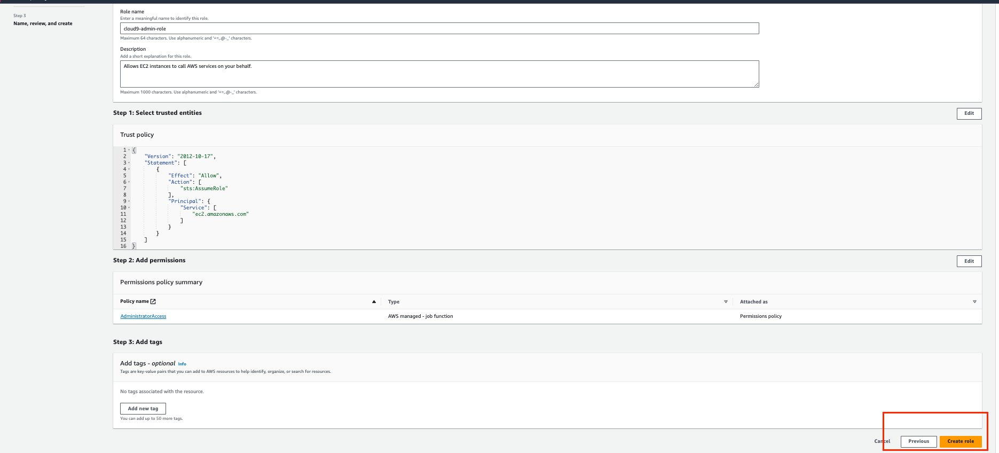 Step 3
Name, review, and create
Role name
Enter a meaningful name to identify this role.
cloud9-admin-role
Maximum 64 characters. Use alphanumeric and '+=,.@-_' characters.
Description
Add a short explanation for this role.
Allows EC2 instances to call AWS services on your behalf.
Maximum 1000 characters. Use alphanumeric and '+=,.@-_' characters.
Step 1: Select trusted entities
Edit
Trust policy
1 {
2 "Version": "2012-10-17",
3 "Statement": [
4 {
5 "Effect": "Allow",
6 "Action": [
7 "sts:AssumeRole"
8 ],
9 "Principal": {
10 "Service": [
11 "ec2.amazonaws.com"
12 ]
13 }
14 }
15 ]
16 }
Step 2: Add permissions
Edit
Permissions policy summary
Policy name Type Attached as
AdministratorAccess AWS managed - job function Permissions policy
Step 3: Add tags
Add tags - optional Info
Tags are key-value pairs that you can add to AWS resources to help identify, organize, or search for resources.
No tags associated with the resource.
Add new tag
You can add up to 50 more tags.
Cancel Previous Create role